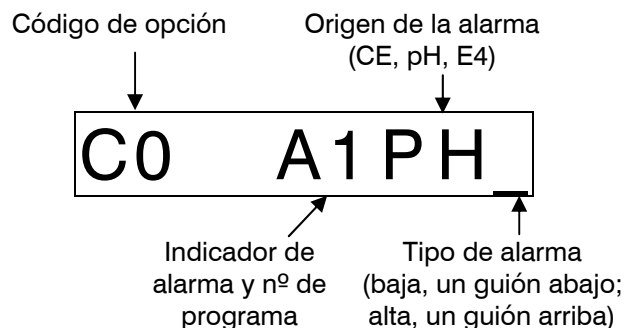 Código de opción
Origen de la alarma
(CE, pH, E4)
C0 A1PH_
Indicador de
alarma y nº de
programa
Tipo de alarma
(baja, un guión abajo;
alta, un guión arriba)